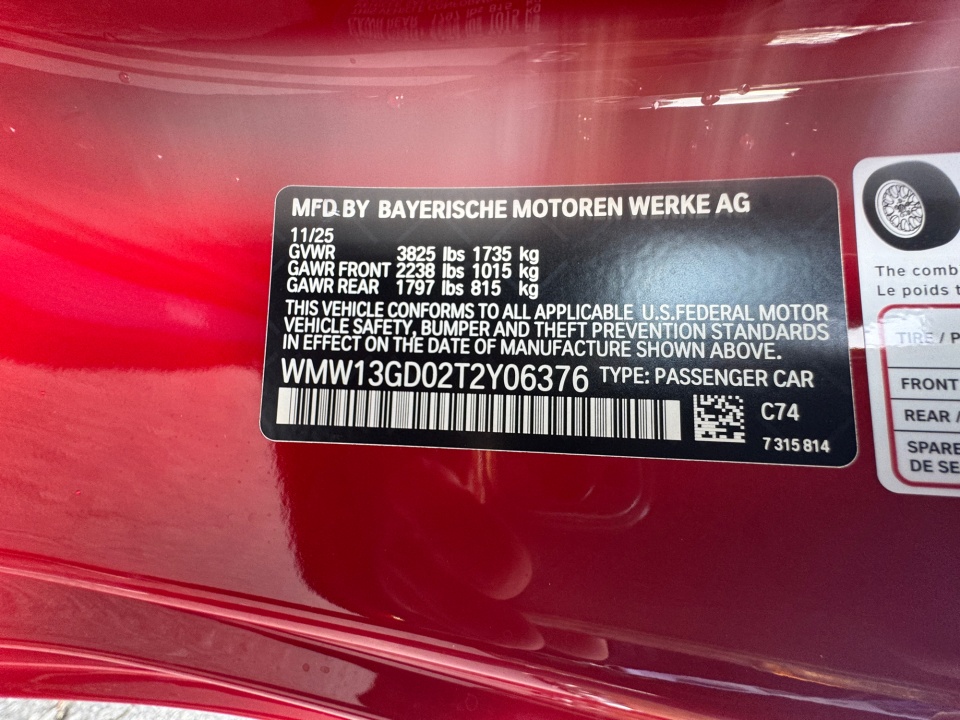 MFD BY BAYERISCHE MOTOREN WERKE AG
11/25
GVWR 3825 lbs 1735 kg
GAWR FRONT 2238 lbs 1015 kg
GAWR REAR 1797 lbs 815 kg
THIS VEHICLE CONFORMS TO ALL APPLICABLE U.S.FEDERAL MOTOR
VEHICLE SAFETY, BUMPER AND THEFT PREVENTION STANDARDS
IN EFFECT ON THE DATE OF MANUFACTURE SHOWN ABOVE.
WMW13GD02T2Y06376 TYPE: PASSENGER CAR
C74
7 315 814
The comb
Le poids t
TIRE / P
FRONT
REAR /
SPARE
DE SE